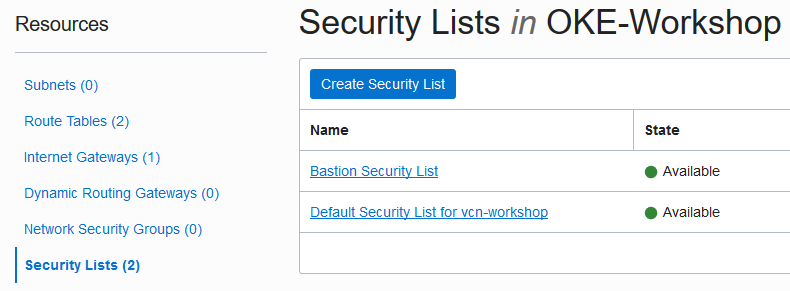 Resources
Subnets (0)
Route Tables (2)
Internet Gateways (1)
Dynamic Routing Gateways (0)
Network Security Groups (0)
Security Lists (2)
Security Lists in OKE-Workshop
Create Security List
Name State
Bastion Security List Available
Default Security List for vcn-workshop Available